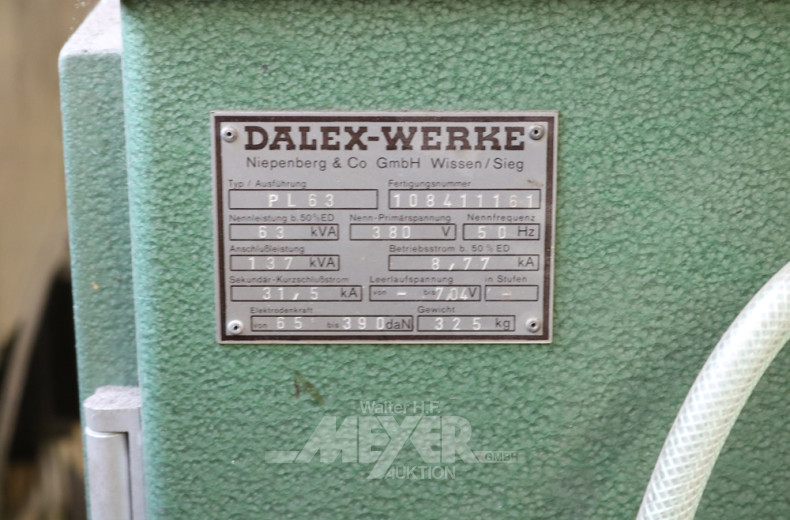 DALEX-WERKE
Niepenberg & Co GmbH Wissen/Sieg
Typ / Ausführung Fertigungsnummer
PL63 108411161
Nennleistung b. 50% ED Nenn-Primärspannung Nennfrequenz
63 kVA 380 V 50 Hz
Anschlußleistung Betriebsstrom b. 50% ED
137 kVA 8,77 kA
Sekundär-Kurzschlußstrom Leerlaufspannung in Stufen
31,5 kA von - bis 7,04 V -
Elektrodenkraft Gewicht
von 65 bis 390 daN 325 kg
Walter H.F.
MEYER GMBH
AUKTION